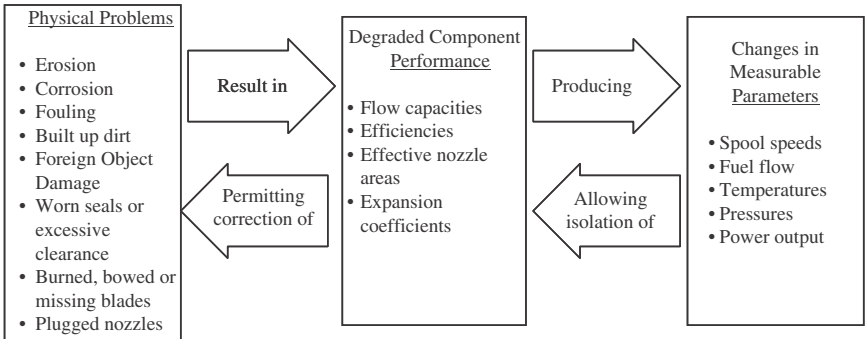 Physical Problems
• Erosion
• Corrosion
• Fouling
• Built up dirt
• Foreign Object
Damage
• Worn seals or
excessive
clearance
• Burned, bowed or
missing blades
• Plugged nozzles
Result in
Permitting
correction of
Degraded Component
Performance
• Flow capacities
• Efficiencies
• Effective nozzle
areas
• Expansion
coefficients
Producing
Allowing
isolation of
Changes in
Measurable
Parameters
• Spool speeds
• Fuel flow
• Temperatures
• Pressures
• Power output